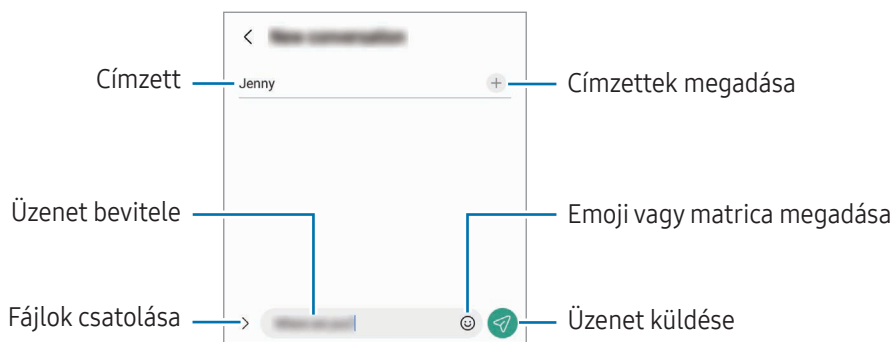 Címzett
Jenny
Címzettek megadása
Üzenet bevitele
Emoji vagy matrica megadása
Fájlok csatolása
Üzenet küldése